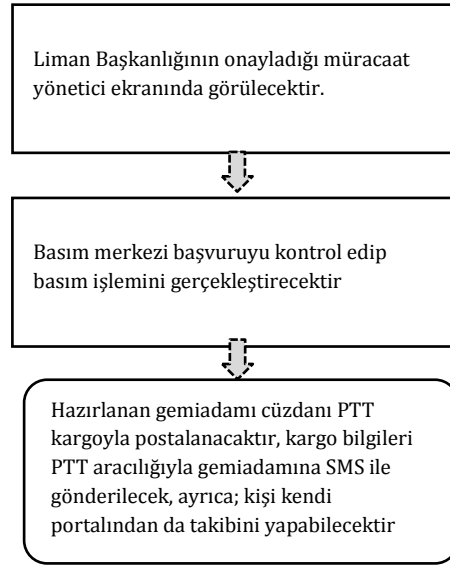 Liman Başkanlığının onayladığı müracaat
yönetici ekranında görülecektir.
Basım merkezi başvuruyu kontrol edip
basım işlemini gerçekleştirecektir
Hazırlanan gemiadamı cüzdanı PTT
kargoyla postalanacaktır, kargo bilgileri
PTT aracılığıyla gemiadamına SMS ile
gönderilecek, ayrıca; kişi kendi
portalından da takibini yapabilecektir